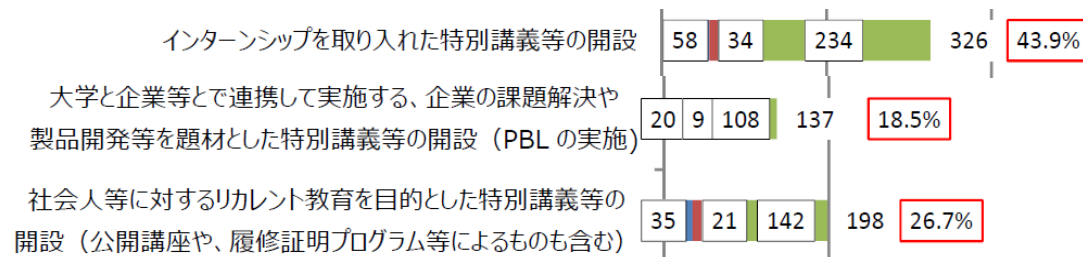 インターンシップを取り入れた特別講義等の開設 58 34 234 326 43.9%
大学と企業等とで連携して実施する、企業の課題解決や
製品開発等を題材とした特別講義等の開設（PBL の実施） 20 9 108 137 18.5%
社会人等に対するリカレント教育を目的とした特別講義等の
開設（公開講座や、履修証明プログラム等によるものも含む） 35 21 142 198 26.7%